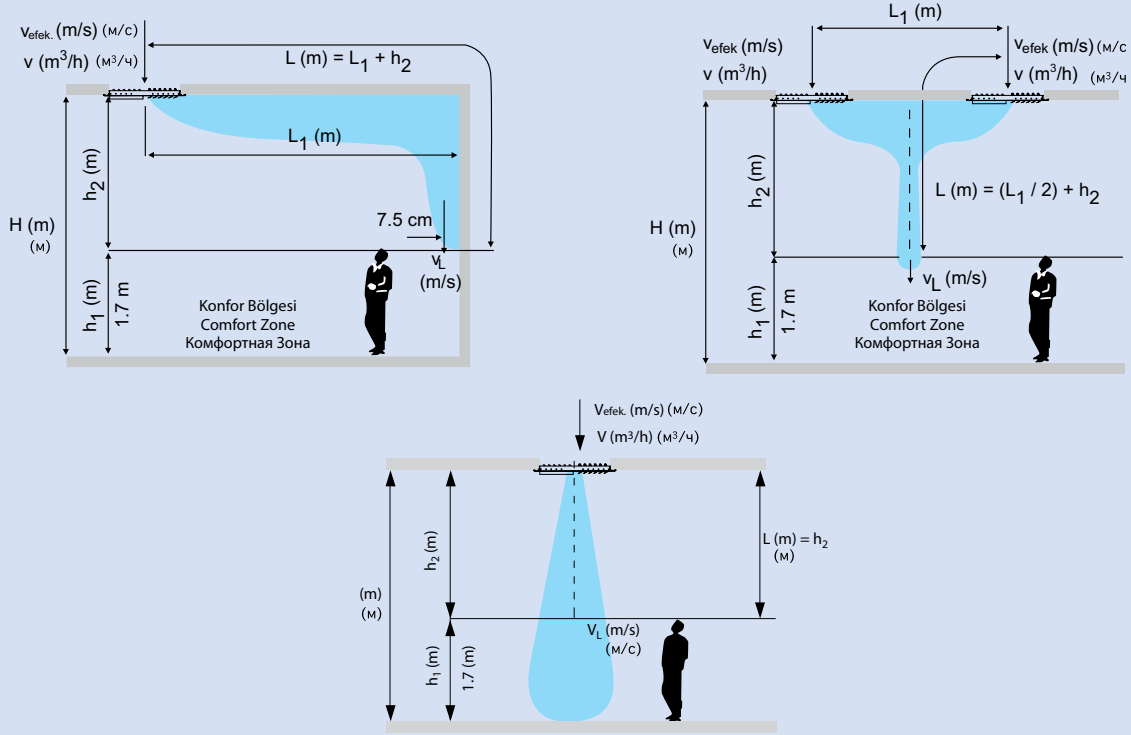 vefek. (m/s) (м/с)
v (m³/h) (м³/ч)
L (m) = L₁ + h₂
L₁ (m)
h₂ (m)
H (m)
(м)
7.5 cm
vL
(m/s)
h₁ (m)
1.7 m
Konfor Bölgesi
Comfort Zone
Комфортная Зона
L₁ (m)
vefek (m/s)
v (m³/h)
vefek (m/s) (м/с
v (m³/h) (м³/ч
h₂ (m)
L (m) = (L₁ / 2) + h₂
H (m)
(м)
vL (m/s)
h₁ (m)
1.7 m
Konfor Bölgesi
Comfort Zone
Комфортная Зона
Vefek. (m/s) (м/с)
V (m³/h) (м³/ч)
h₂ (m)
L (m) = h₂
(м)
(m)
(м)
VL (m/s)
(м/с)
h₁ (m)
1.7 (m)